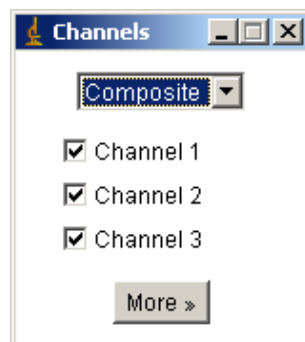 Channels
Composite
Channel 1
Channel 2
Channel 3
More »